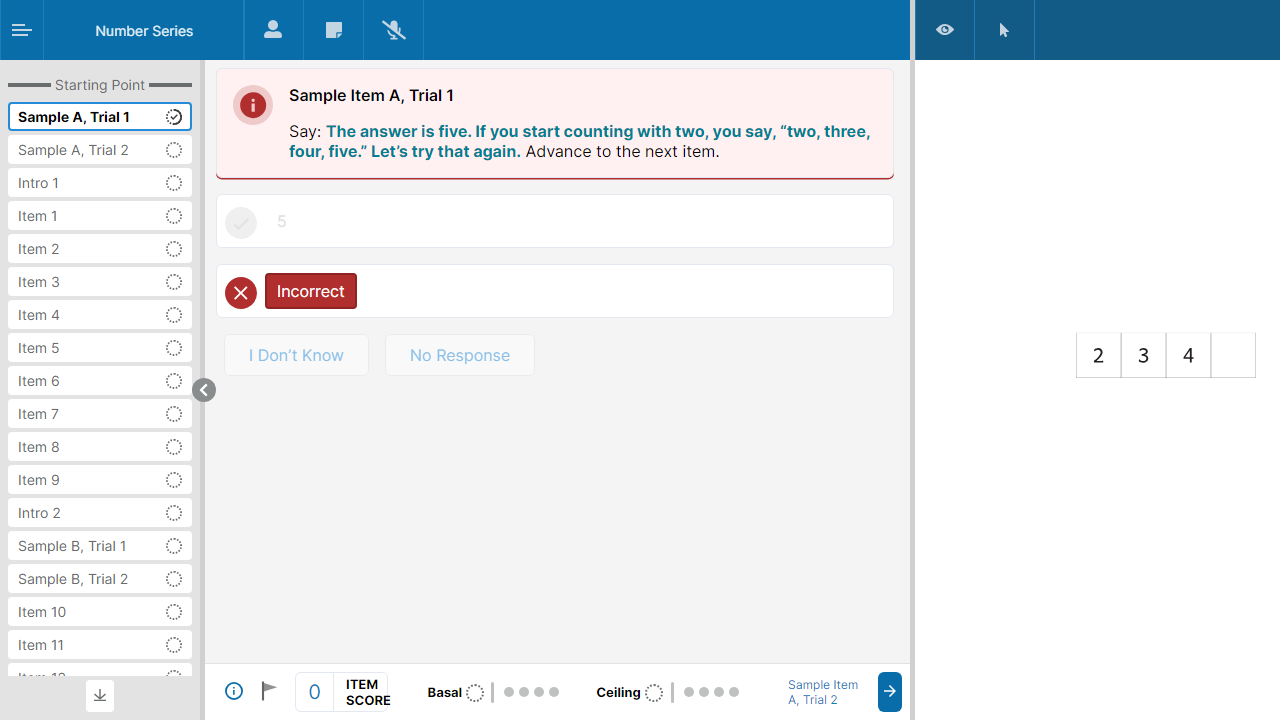 Number Series
Starting Point
Sample A, Trial 1
Sample A, Trial 2
Intro 1
Item 1
Item 2
Item 3
Item 4
Item 5
Item 6
Item 7
Item 8
Item 9
Intro 2
Sample B, Trial 1
Sample B, Trial 2
Item 10
Item 11
Item 12
Sample Item A, Trial 1
Say: The answer is five. If you start counting with two, you say, “two, three,
four, five.” Let’s try that again. Advance to the next item.
5
Incorrect
I Don’t Know
No Response
0
ITEM
SCORE
Basal
Ceiling
Sample Item
A, Trial 2
2 3 4